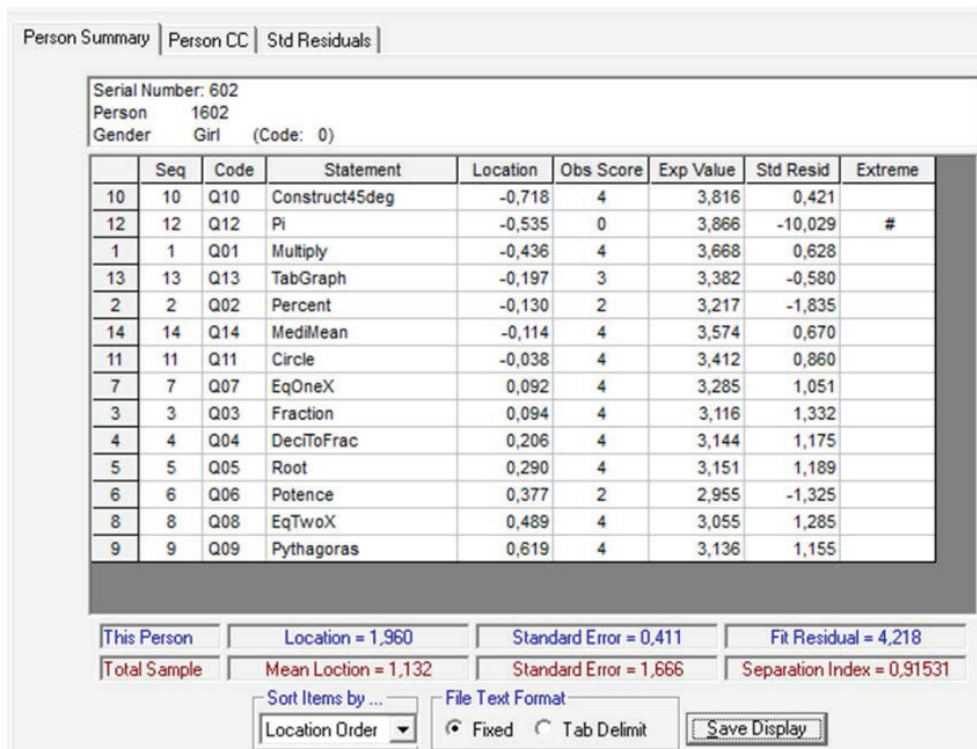 Person Summary Person CC Std Residuals
Serial Number: 602
Person 1602
Gender Girl (Code: 0)
Seq Code Statement Location Obs Score Exp Value Std Resid Extreme
10 10 Q10 Construct45deg -0,718 4 3,816 0,421
12 12 Q12 Pi -0,535 0 3,866 -10,029 #
1 1 Q01 Multiply -0,436 4 3,668 0,628
13 13 Q13 TabGraph -0,197 3 3,382 -0,580
2 2 Q02 Percent -0,130 2 3,217 -1,835
14 14 Q14 MediMean -0,114 4 3,574 0,670
11 11 Q11 Circle -0,038 4 3,412 0,860
7 7 Q07 EqOneX 0,092 4 3,285 1,051
3 3 Q03 Fraction 0,094 4 3,116 1,332
4 4 Q04 DeciToFrac 0,206 4 3,144 1,175
5 5 Q05 Root 0,290 4 3,151 1,189
6 6 Q06 Potence 0,377 2 2,955 -1,325
8 8 Q08 EqTwoX 0,489 4 3,055 1,285
9 9 Q09 Pythagoras 0,619 4 3,136 1,155
This Person Location = 1,960 Standard Error = 0,411 Fit Residual = 4,218
Total Sample Mean Loction = 1,132 Standard Error = 1,666 Separation Index = 0,91531
Sort Items by ... File Text Format
Location Order Fixed Tab Delimit Save Display